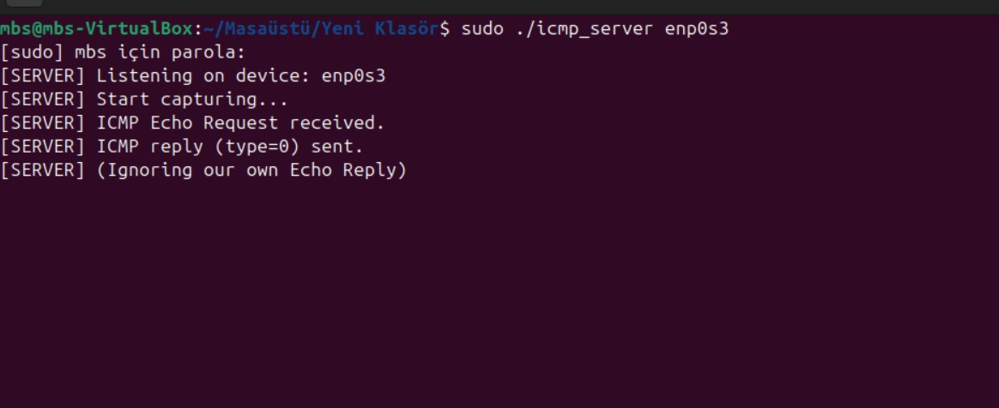 mbs@mbs-VirtualBox:~/Masaüstü/Yeni Klasör$ sudo ./icmp_server enp0s3
[sudo] mbs için parola:
[SERVER] Listening on device: enp0s3
[SERVER] Start capturing...
[SERVER] ICMP Echo Request received.
[SERVER] ICMP reply (type=0) sent.
[SERVER] (Ignoring our own Echo Reply)